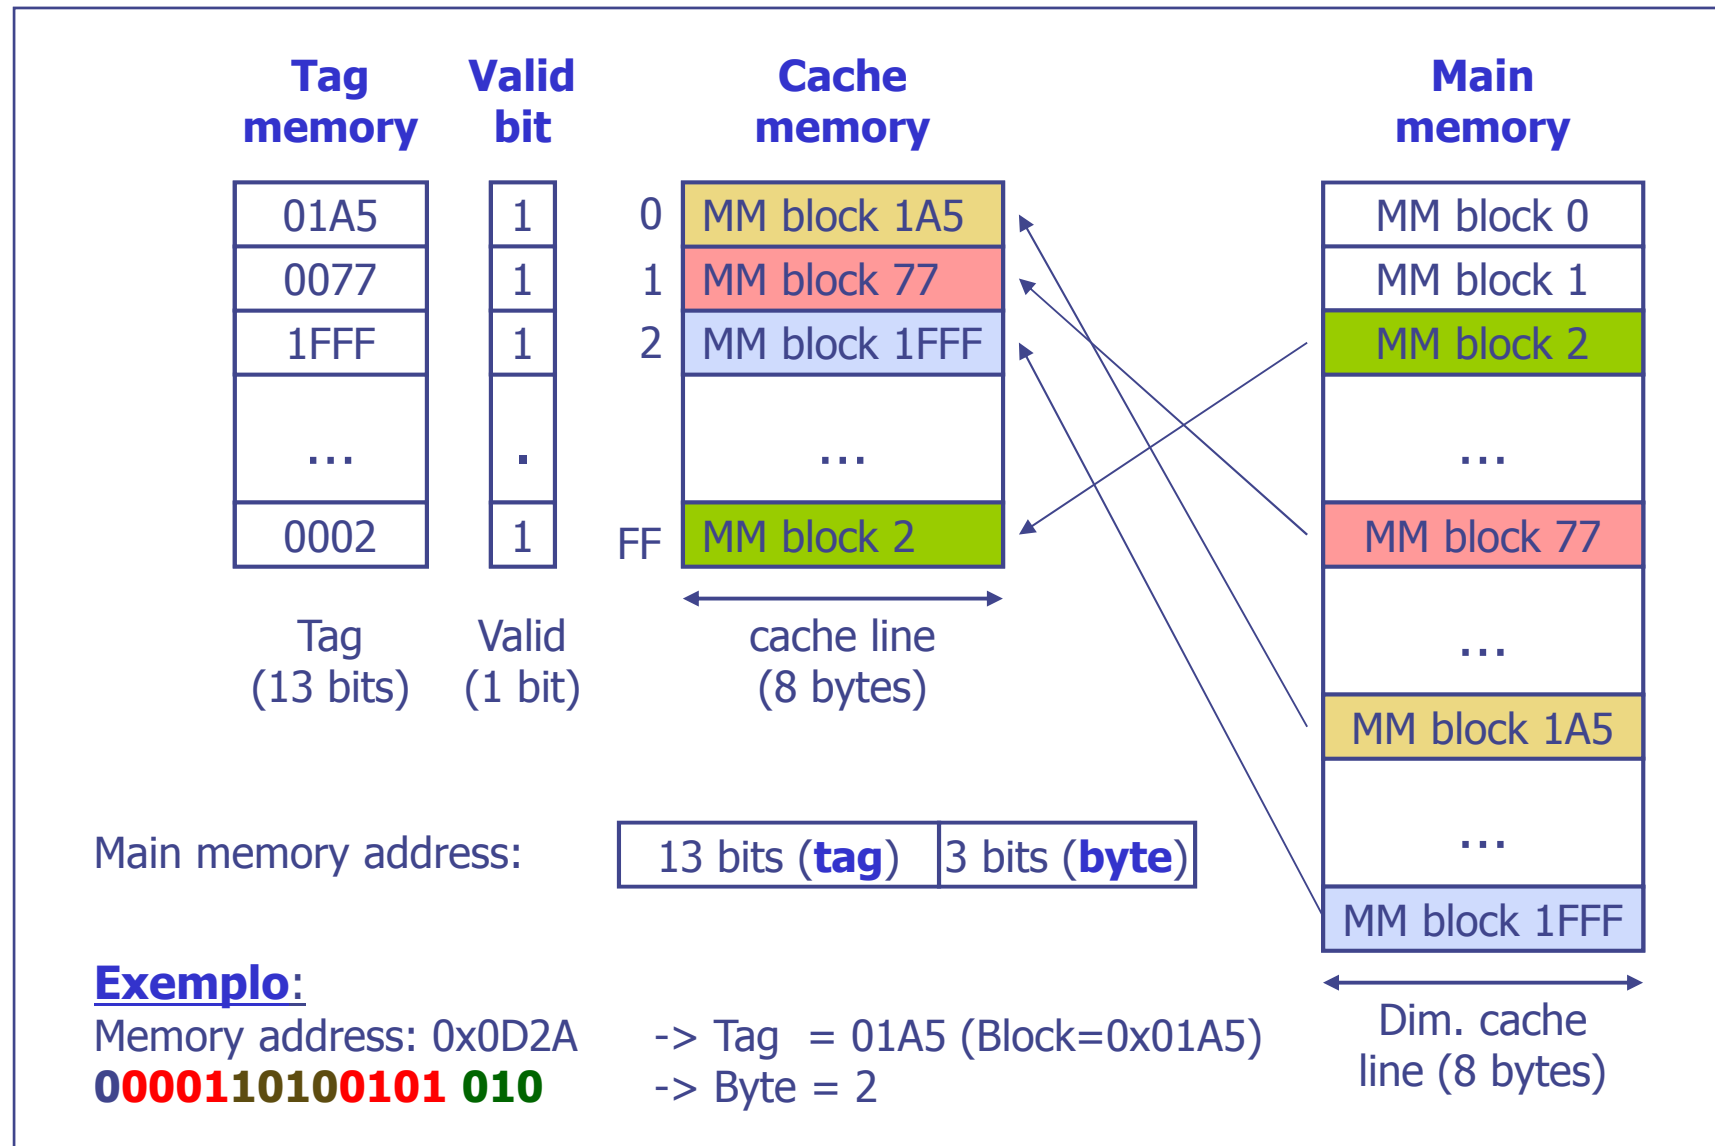 Tag memory
Valid bit
Cache memory
Main memory
01A5 1 0 MM block 1A5 MM block 0
0077 1 1 MM block 77 MM block 1
1FFF 1 2 MM block 1FFF MM block 2
... . ... ...
0002 1 FF MM block 2 MM block 77
...
MM block 1A5
...
MM block 1FFF
Tag
(13 bits)
Valid
(1 bit)
cache line
(8 bytes)
Main memory address: 13 bits (tag) 3 bits (byte)
Dim. cache
line (8 bytes)
Exemplo:
Memory address: 0x0D2A -> Tag = 01A5 (Block=0x01A5)
0000110100101 010 -> Byte = 2